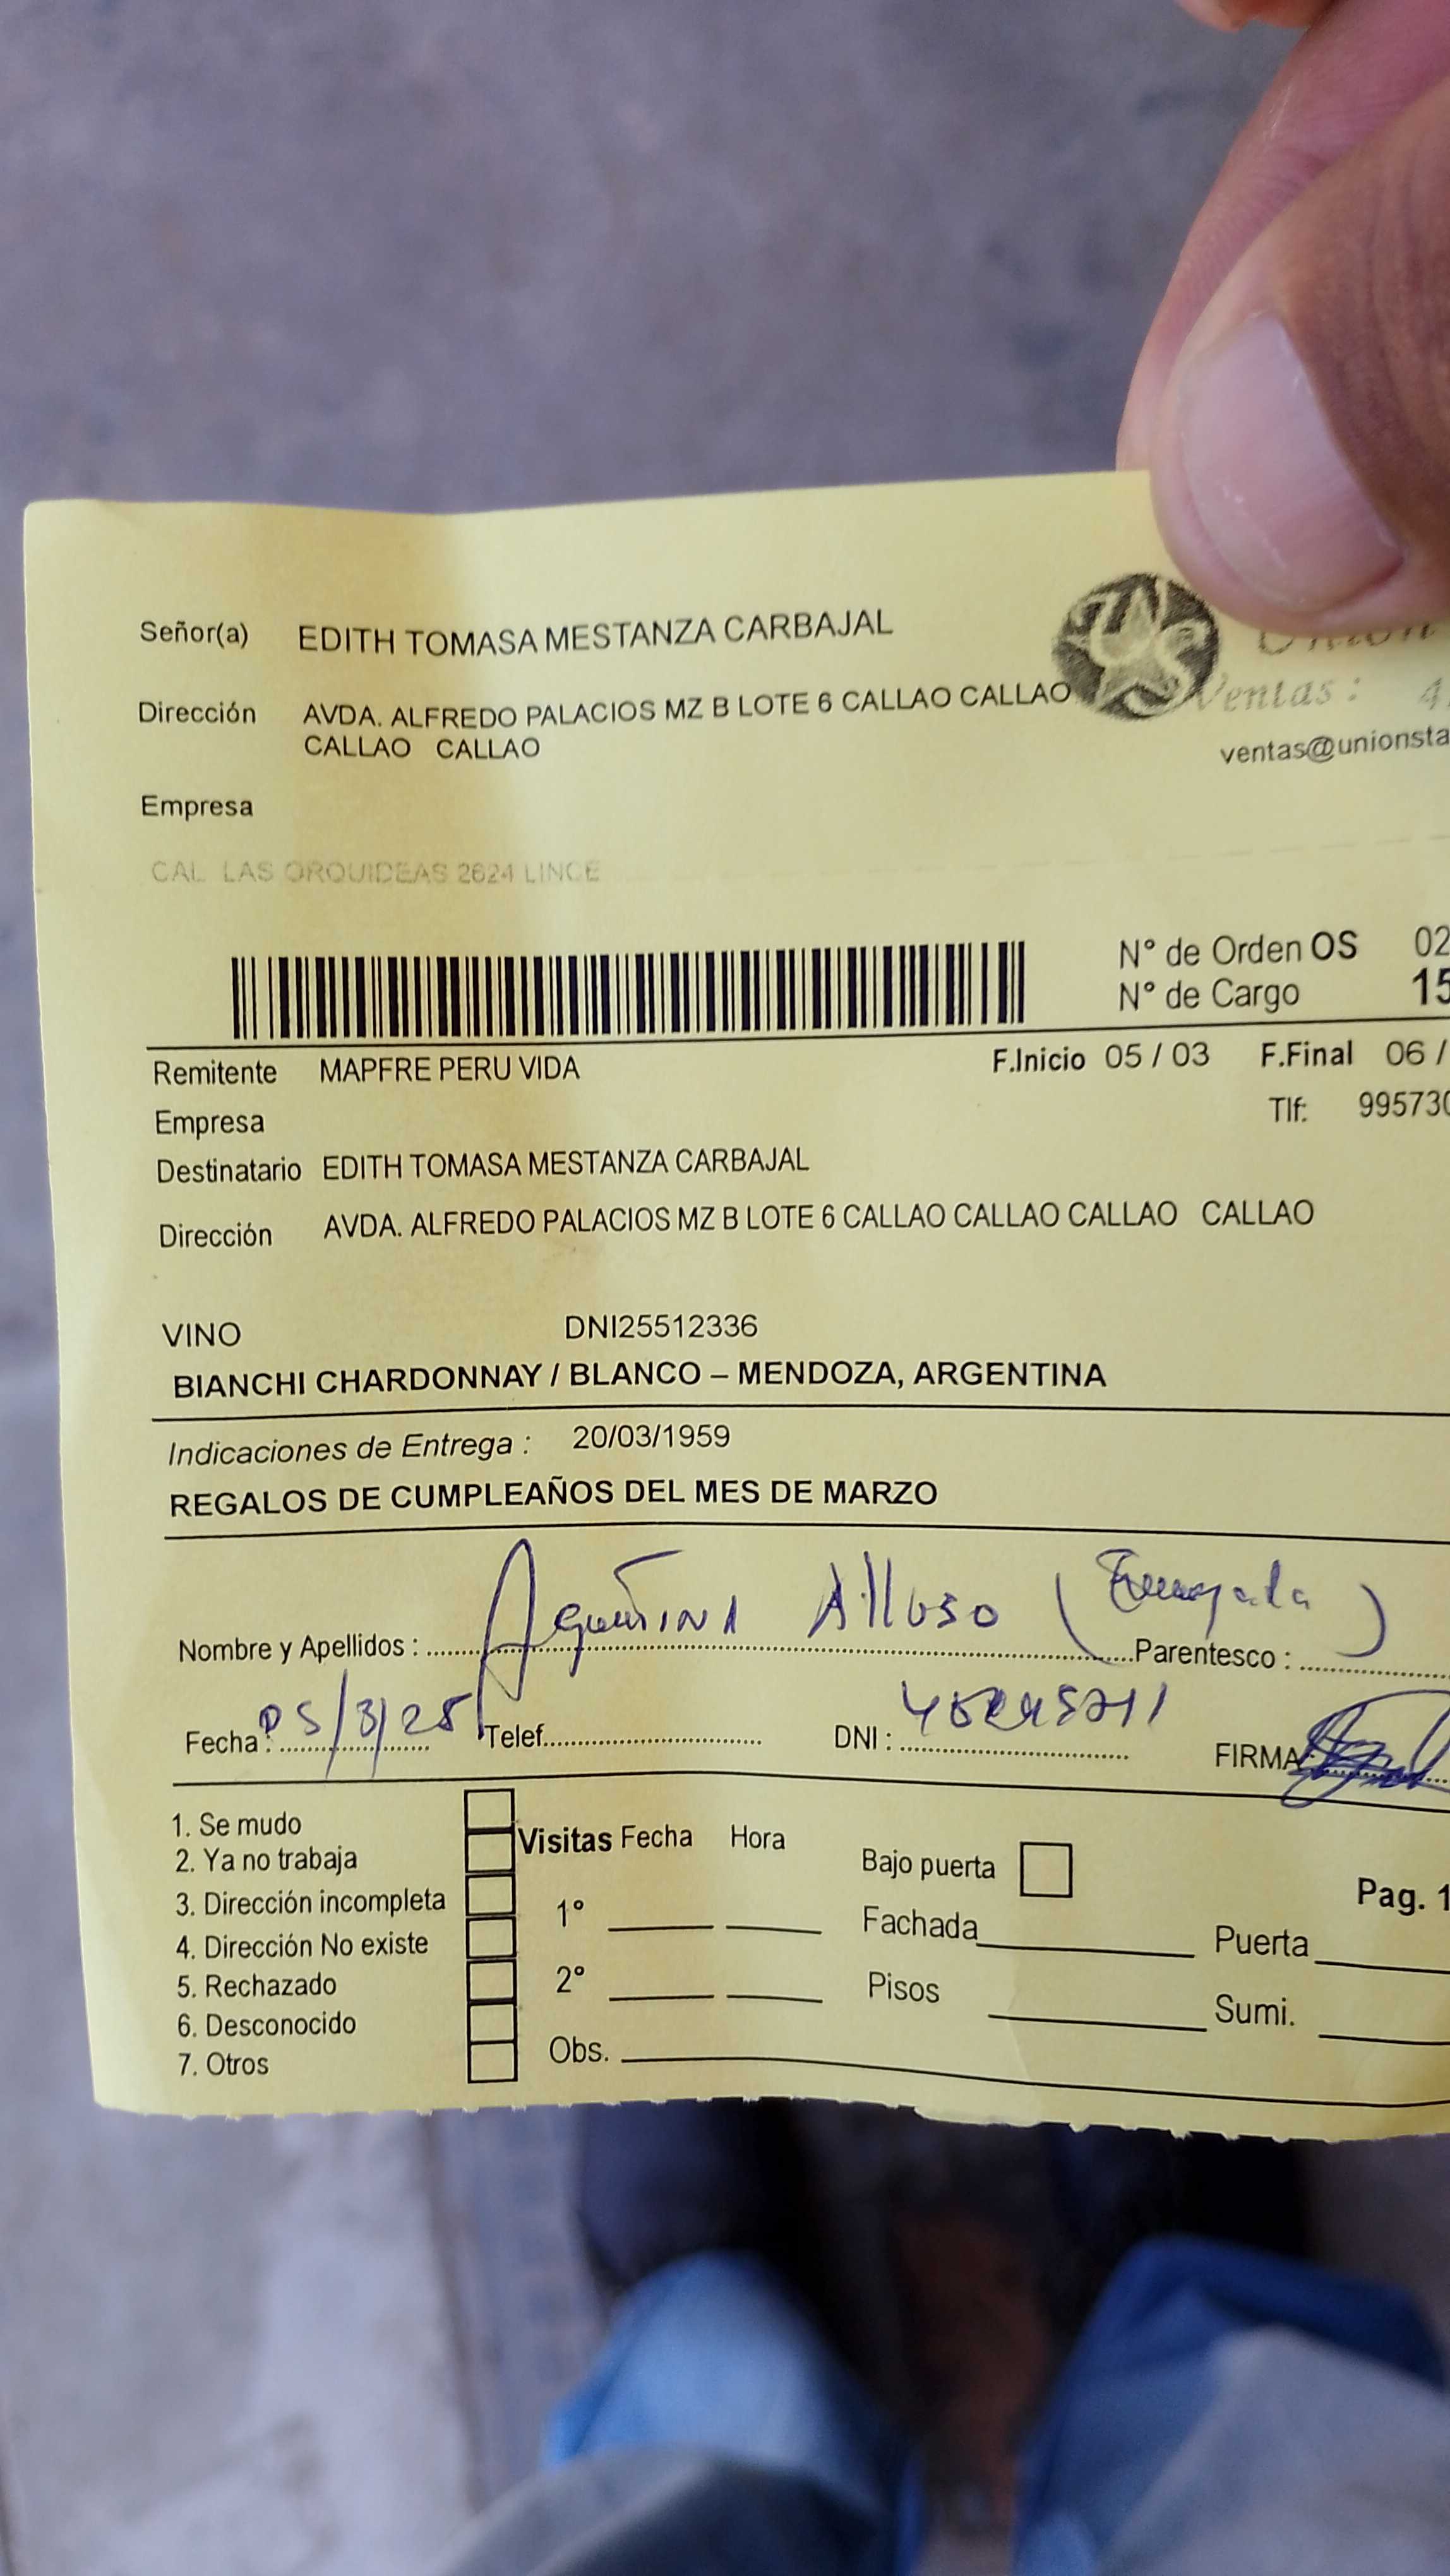 Señor(a) EDITH TOMASA MESTANZA CARBAJAL
Dirección AVDA. ALFREDO PALACIOS MZ B LOTE 6 CALLAO CALLAO
CALLAO CALLAO
Ventas : 4
ventas@unionsta
Empresa
CAL LAS ORQUIDEAS 2624 LINCE
N° de Orden OS 02
N° de Cargo 15
Remitente MAPFRE PERU VIDA F.Inicio 05 / 03 F.Final 06 /
Empresa Tlf: 995730
Destinatario EDITH TOMASA MESTANZA CARBAJAL
Dirección AVDA. ALFREDO PALACIOS MZ B LOTE 6 CALLAO CALLAO CALLAO CALLAO
VINO DNI25512336
BIANCHI CHARDONNAY / BLANCO – MENDOZA, ARGENTINA
Indicaciones de Entrega : 20/03/1959
REGALOS DE CUMPLEAÑOS DEL MES DE MARZO
Nombre y Apellidos : Parentesco :
Fecha : 05/3/25 Telef. DNI : FIRMA
1. Se mudo
2. Ya no trabaja
3. Dirección incompleta
4. Dirección No existe
5. Rechazado
6. Desconocido
7. Otros
Visitas Fecha Hora
1°
2°
Obs.
Bajo puerta
Fachada Puerta
Pisos Sumi.
Pag. 1